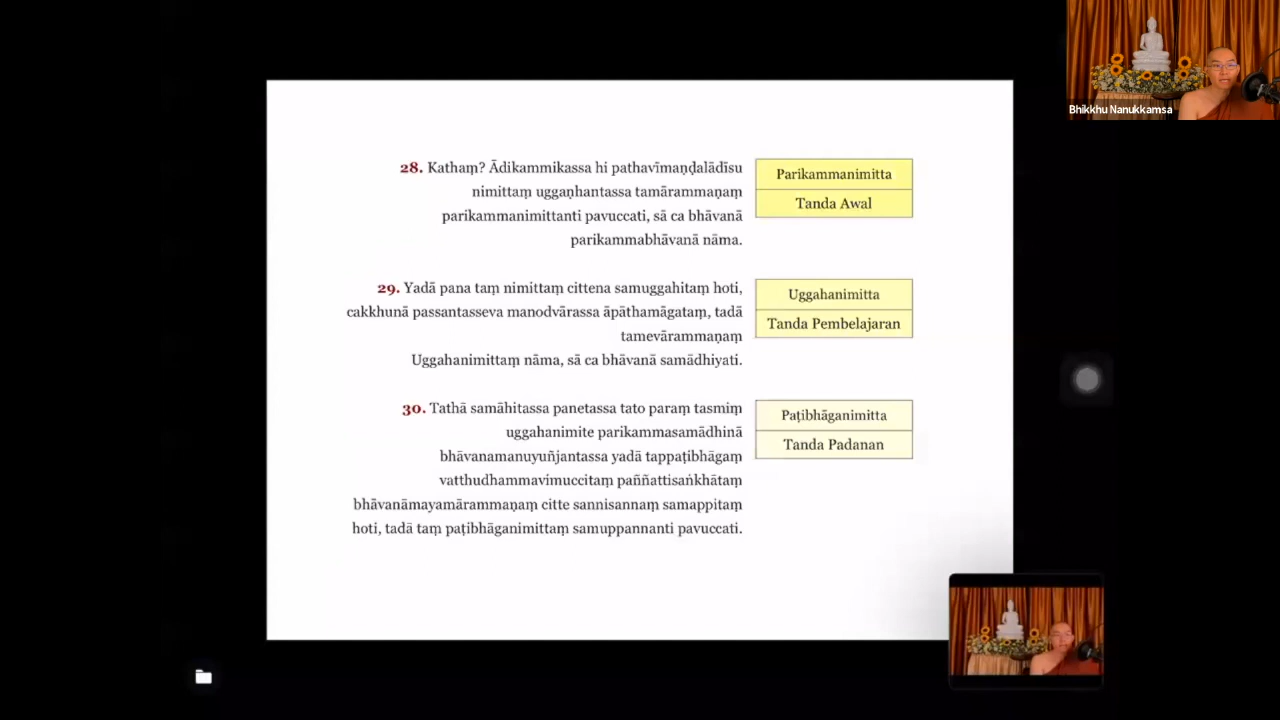 Bhikkhu Nanukkamsa
28. Kathaṃ? Ādikammikassa hi pathavīmaṇḍalādīsu
nimittaṃ uggaṇhantassa tamārammaṇaṃ
parikammanimittanti pavuccati, sā ca bhāvanā
parikammabhāvanā nāma.
Parikammanimitta
Tanda Awal
29. Yadā pana taṃ nimittaṃ cittena samuggahitaṃ hoti,
cakkhunā passantasseva manodvārassa āpāthamāgataṃ, tadā
tamevārammaṇaṃ
Uggahanimittaṃ nāma, sā ca bhāvanā samādhiyati.
Uggahanimitta
Tanda Pembelajaran
30. Tathā samāhitassa panetassa tato paraṃ tasmiṃ
uggahanimite parikammasamādhinā
bhāvanamanuyuñjantassa yadā tappaṭibhāgaṃ
vatthudhammavimuccitaṃ paññattisaṅkhātaṃ
bhāvanāmayamārammaṇaṃ citte sannisannaṃ samappitaṃ
hoti, tadā taṃ paṭibhāganimittaṃ samuppannanti pavuccati.
Paṭibhāganimitta
Tanda Padanan